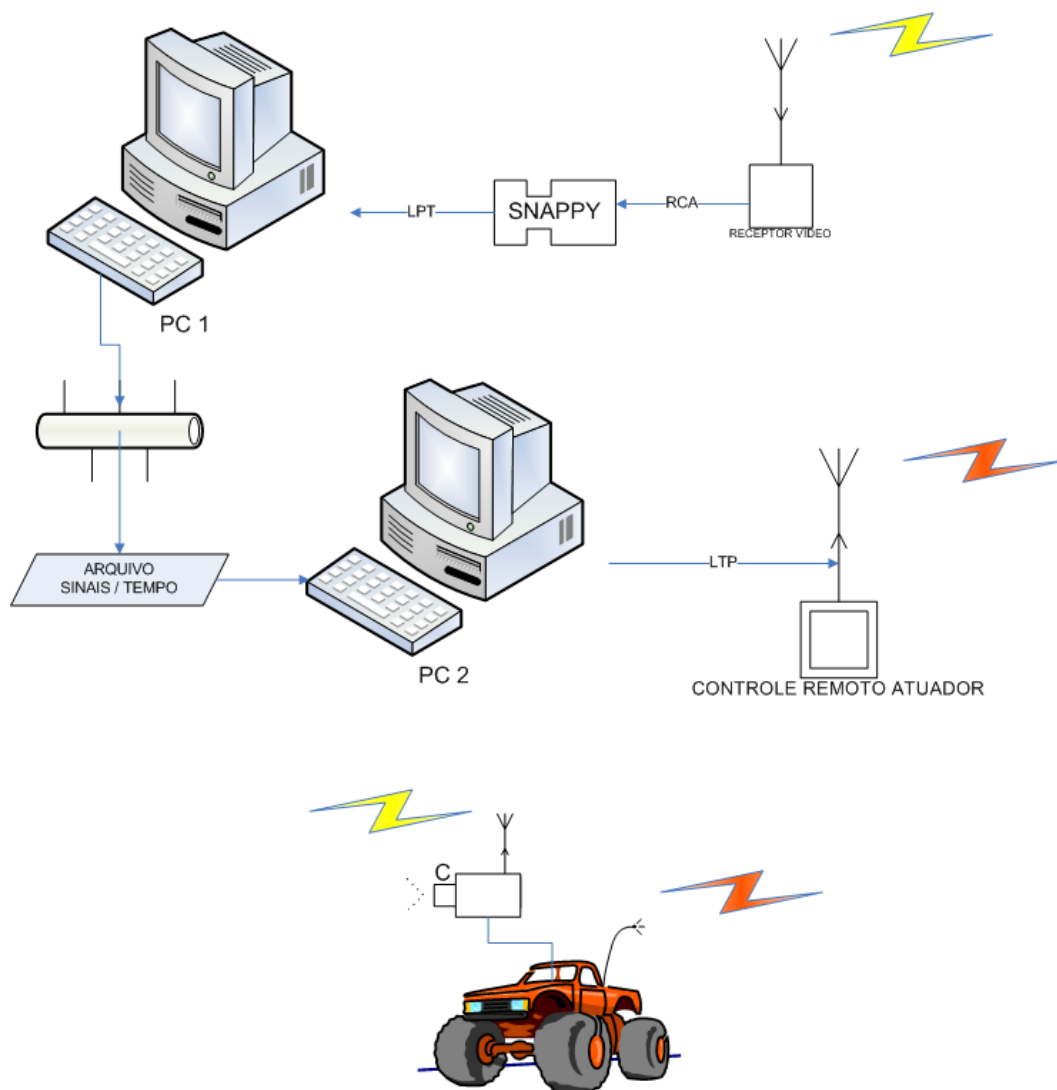 LPT
SNAPPY
RCA
RECEPTOR VIDEO
PC 1
ARQUIVO
SINAIS / TEMPO
PC 2
LTP
CONTROLE REMOTO ATUADOR
C